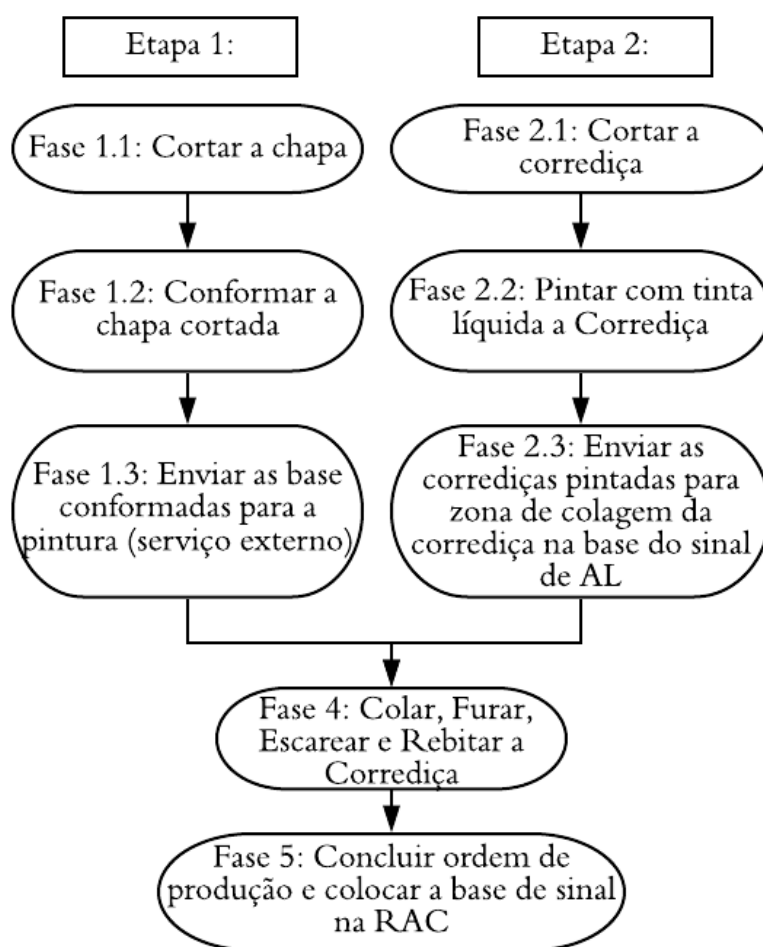 Etapa 1:
Etapa 2:
Fase 1.1: Cortar a chapa
Fase 2.1: Cortar a
corrediça
Fase 1.2: Conformar a
chapa cortada
Fase 2.2: Pintar com tinta
líquida a Corrediça
Fase 1.3: Enviar as base
conformadas para a
pintura (serviço externo)
Fase 2.3: Enviar as
corrediças pintadas para
zona de colagem da
corrediça na base do sinal
de AL
Fase 4: Colar, Furar,
Escarear e Rebitar a
Corrediça
Fase 5: Concluir ordem de
produção e colocar a base de sinal
na RAC